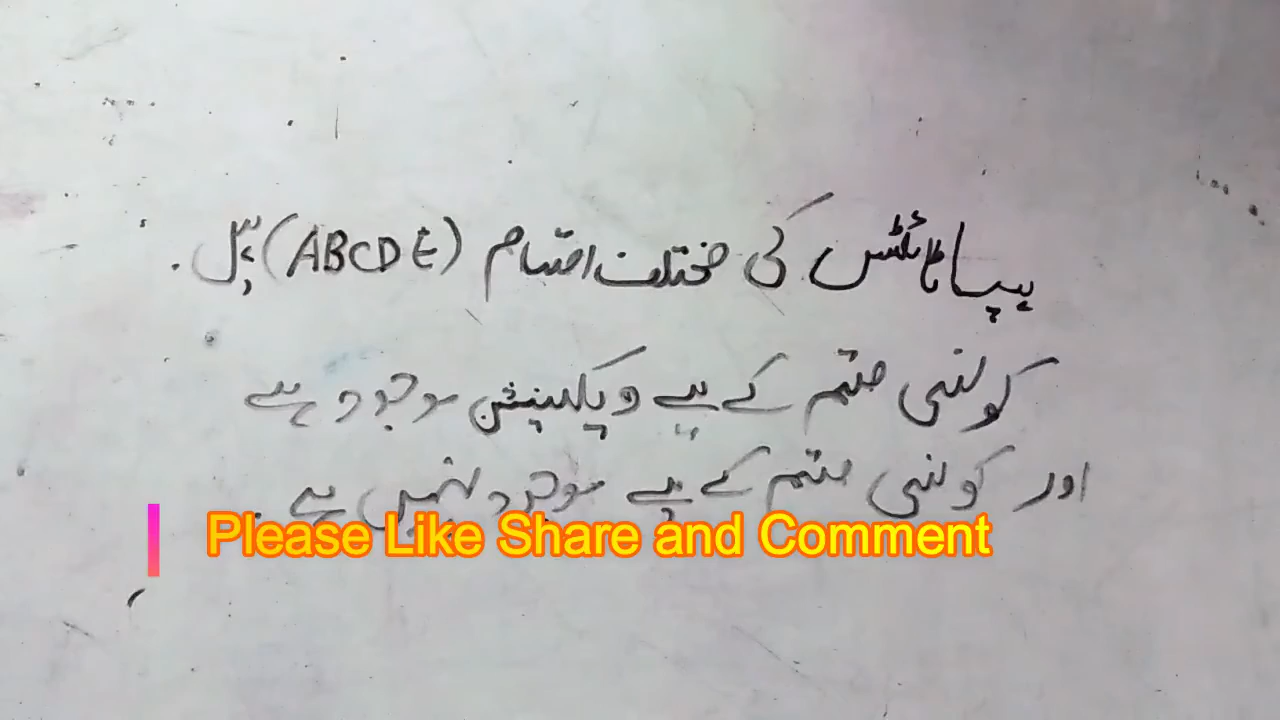 ہیپاٹائٹس کی مختلف اقسام (ABCDE) ہیں.
کونسی قسم کے لیے ویکسینیشن موجود ہے
اور کونسی قسم کے لیے موجود نہیں ہے.
Please Like Share and Comment